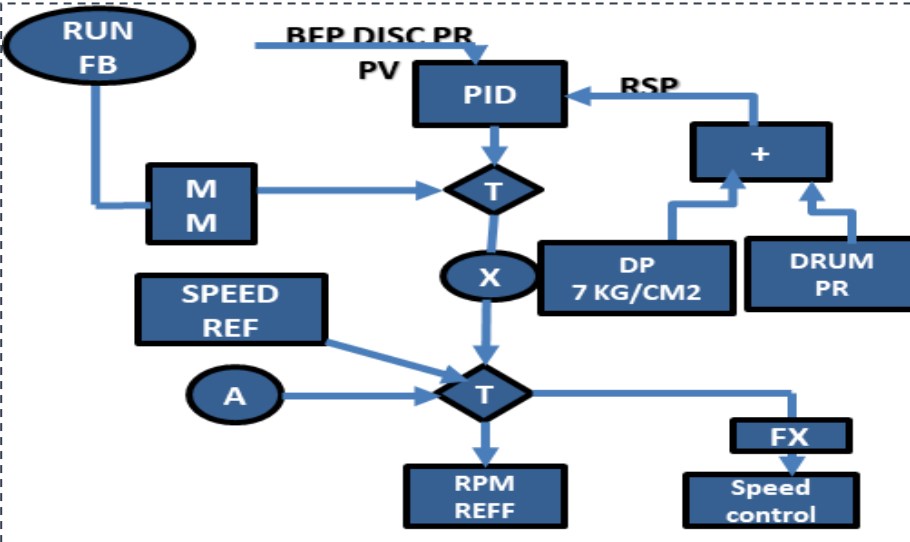 RUN
FB
BFP DISC PR
PV
PID
RSP
+
M
M
T
X
DP
7 KG/CM2
DRUM
PR
SPEED
REF
A
T
FX
RPM
REFF
Speed
control